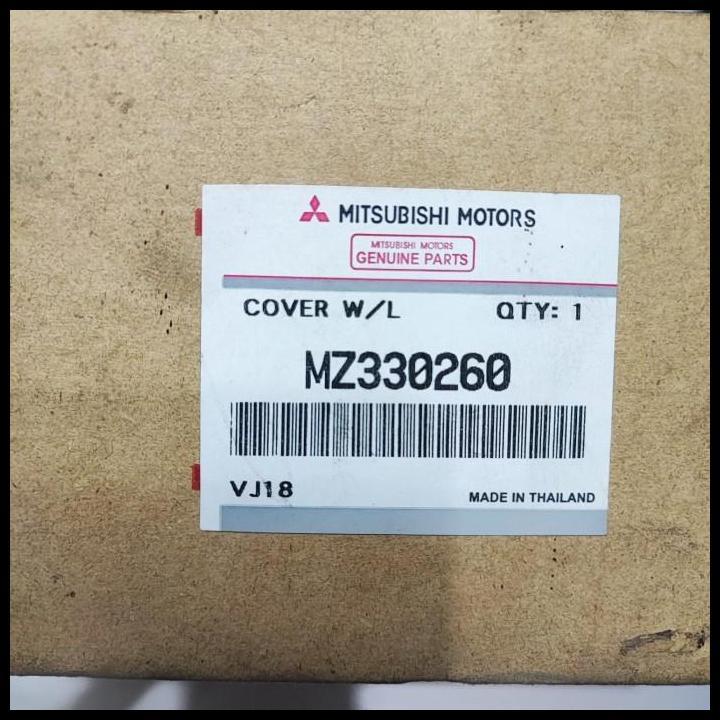 MITSUBISHI MOTORS
MITSUBISHI MOTORS
GENUINE PARTS
COVER W/L QTY: 1
MZ330260
VJ18
MADE IN THAILAND